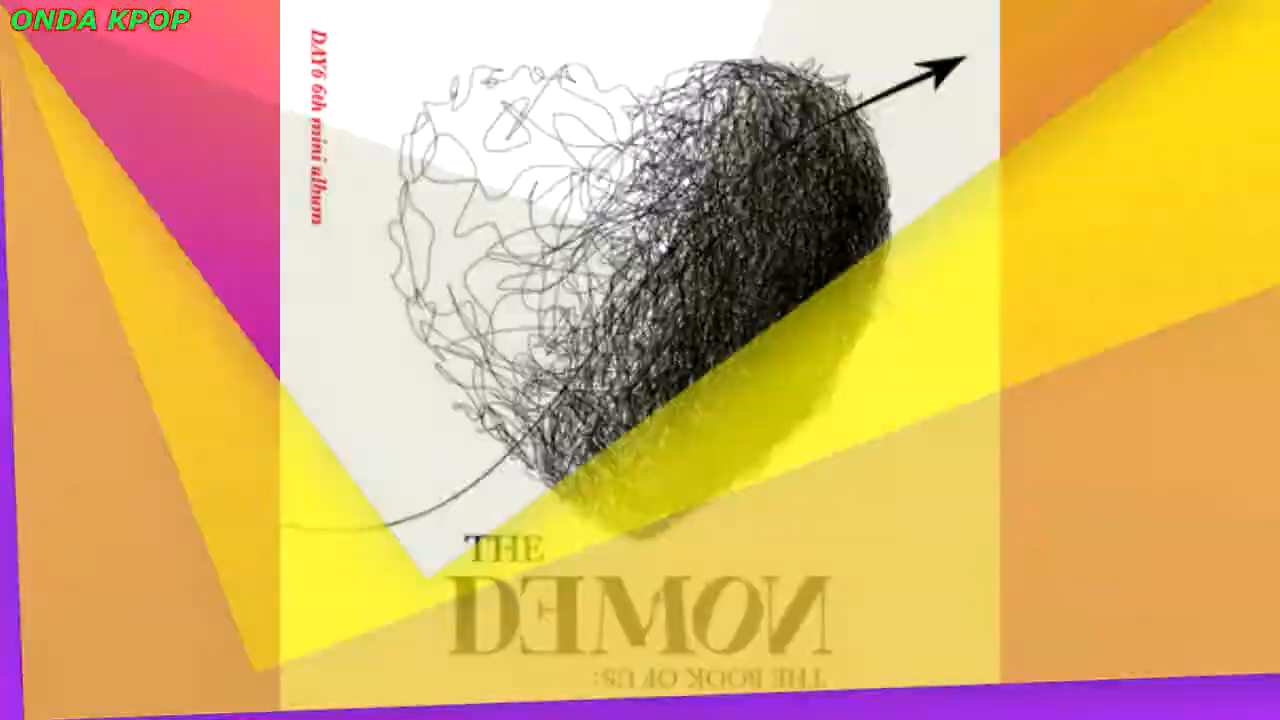 ONDA KPOP
DAY6 6th mini album
THE
DEMON
THE BOOK OF US: